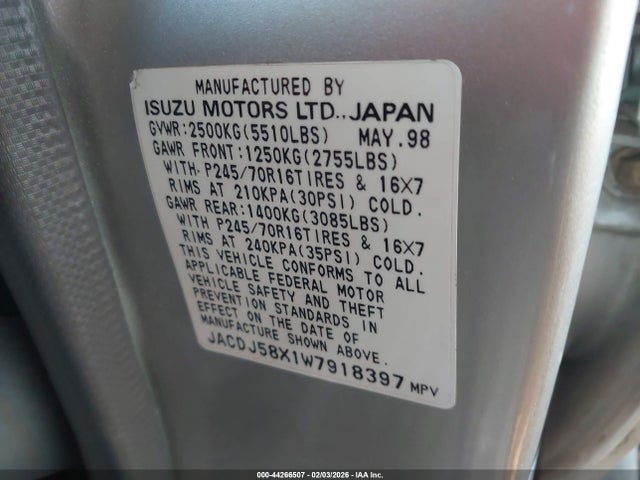 MANUFACTURED BY
ISUZU MOTORS LTD.,JAPAN
GVWR:2500KG(5510LBS) MAY.98
GAWR FRONT:1250KG(2755LBS)
WITH P245/70R16TIRES & 16X7
RIMS AT 210KPA(30PSI) COLD.
GAWR REAR:1400KG(3085LBS)
WITH P245/70R16TIRES & 16X7
RIMS AT 240KPA(35PSI) COLD.
THIS VEHICLE CONFORMS TO ALL
APPLICABLE FEDERAL MOTOR
VEHICLE SAFETY AND THEFT
PREVENTION STANDARDS IN
EFFECT ON THE DATE OF
MANUFACTURE SHOWN ABOVE.
JACDJ58X1W7918397 MPV
000-44266507 - 02/03/2026 - IAA Inc.